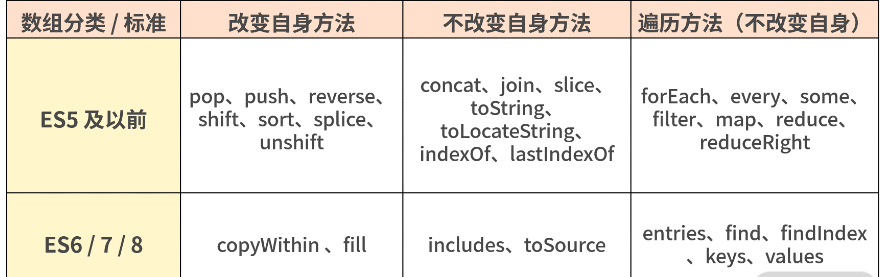 数组分类 / 标准
改变自身方法
不改变自身方法
遍历方法（不改变自身）
ES5 及以前
pop、push、reverse、
shift、sort、splice、
unshift
concat、join、slice、
toString、
toLocateString、
indexOf、lastIndexOf
forEach、every、some、
filter、map、reduce、
reduceRight
ES6 / 7 / 8
copyWithin 、fill
includes、toSource
entries、find、findIndex
、keys、values